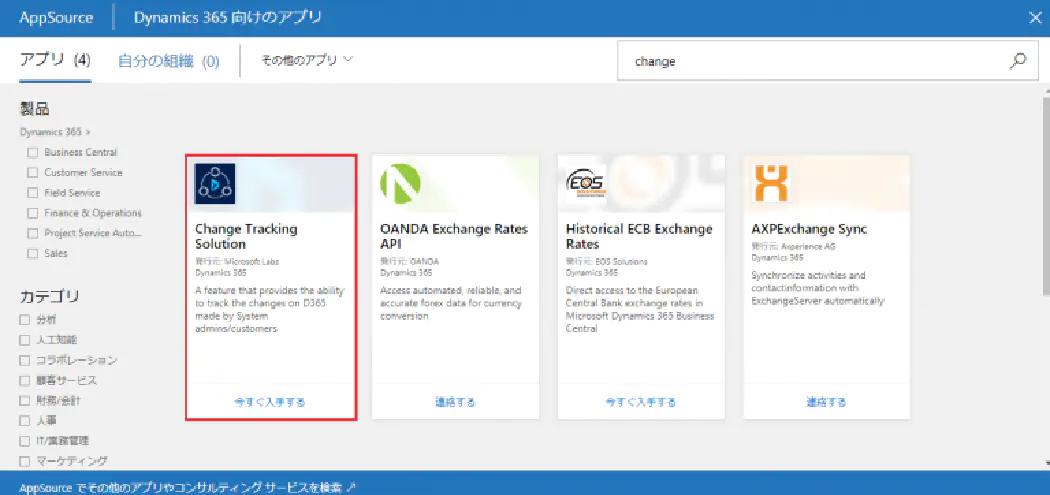 AppSource
Dynamics 365 向けのアプリ
アプリ (4)
自分の組織 (0)
その他のアプリ
change
製品
Dynamics 365 >
Business Central
Customer Service
Field Service
Finance & Operations
Project Service Auto...
Sales
カテゴリ
分析
人工知能
コラボレーション
顧客サービス
財務/会計
人事
IT/業務管理
マーケティング
Change Tracking
Solution
発行元: Microsoft Labs
Dynamics 365
A feature that provides the ability
to track the changes on D365
made by System
admins/customers
今すぐ入手する
OANDA Exchange Rates
API
発行元: OANDA
Dynamics 365
Access automated, reliable, and
accurate forex data for currency
conversion
連絡する
EOS
Historical ECB Exchange
Rates
発行元: EOS Solutions
Dynamics 365
Direct access to the European
Central Bank exchange rates in
Microsoft Dynamics 365 Business
Central
今すぐ入手する
AXPExchange Sync
発行元: Axperience AG
Dynamics 365
Synchronize activities and
contactinformation with
ExchangeServer automatically
連絡する
AppSource でその他のアプリやコンサルティング サービスを検索